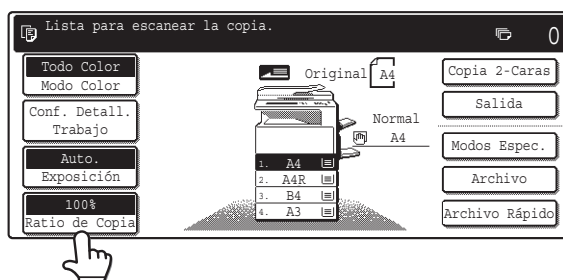 Lista para escanear la copia.
0
Todo Color
Modo Color
Conf. Detall.
Trabajo
Auto.
Exposición
100%
Ratio de Copia
Original
A4
Normal
A4
1. A4
2. A4R
3. B4
4. A3
Copia 2-Caras
Salida
Modos Espec.
Archivo
Archivo Rápido